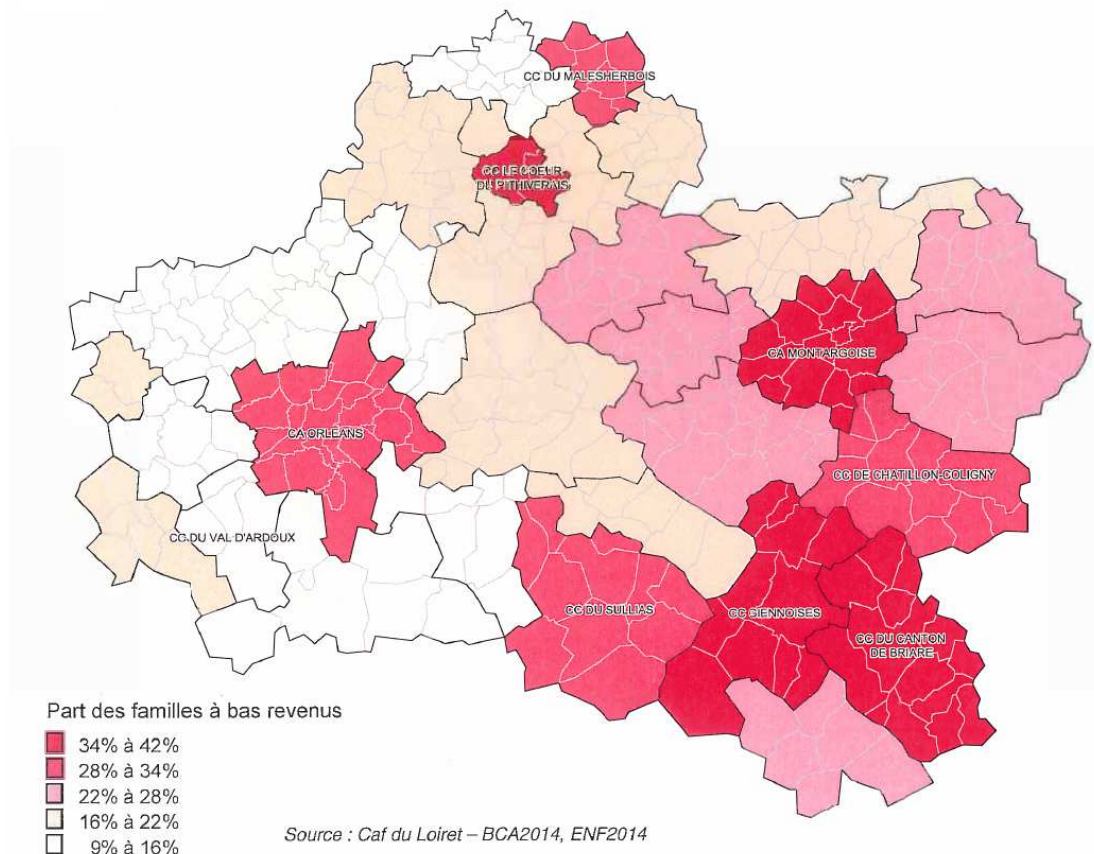 CC DU MALESHERBOIS
CC LE COEUR
DU PITHIVERAIS
CA MONTARGOISE
CA ORLÉANS
CC DE CHATILLON-COLIGNY
CC DU VAL D'ARDOUX
CC DU SULLIAS
CC GIENNOISES
CC DU CANTON
DE BRIARE
Part des familles à bas revenus
34% à 42%
28% à 34%
22% à 28%
16% à 22%
9% à 16%
Source : Caf du Loiret – BCA2014, ENF2014